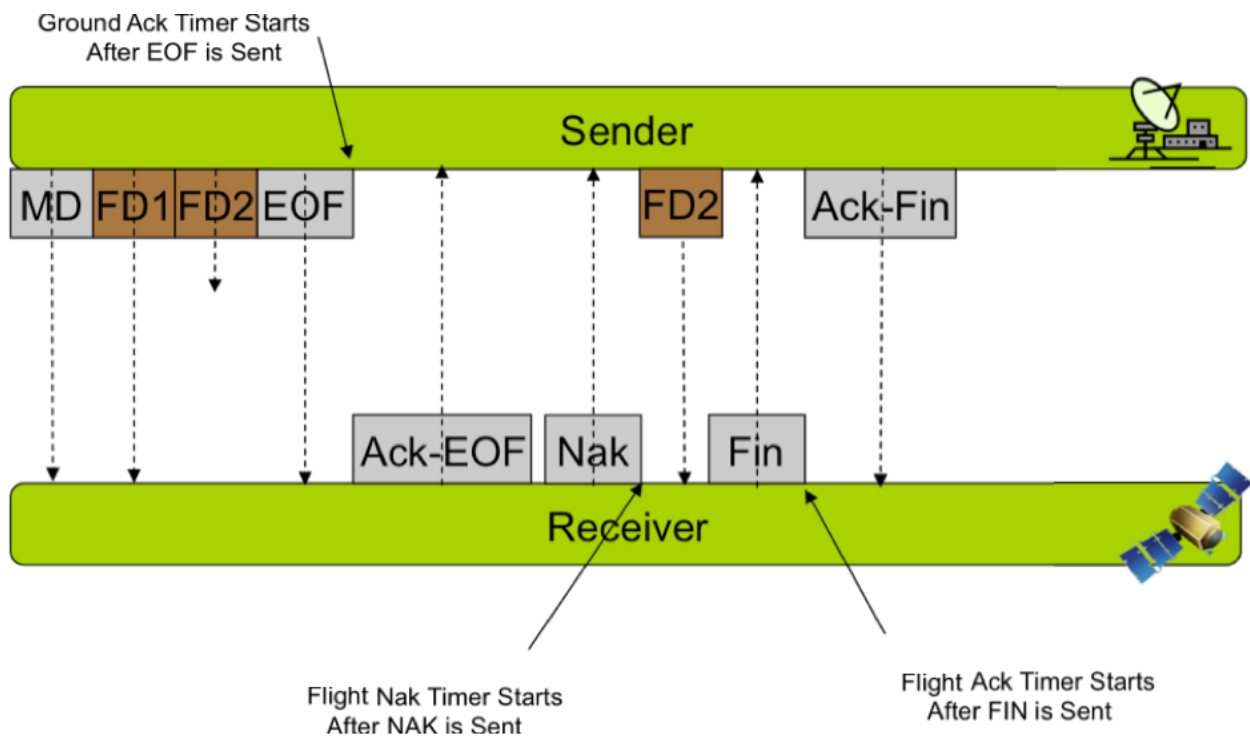 Ground Ack Timer Starts
After EOF is Sent
Sender
MD FD1 FD2 EOF FD2 Ack-Fin
Ack-EOF Nak Fin
Receiver
Flight Nak Timer Starts
After NAK is Sent
Flight Ack Timer Starts
After FIN is Sent